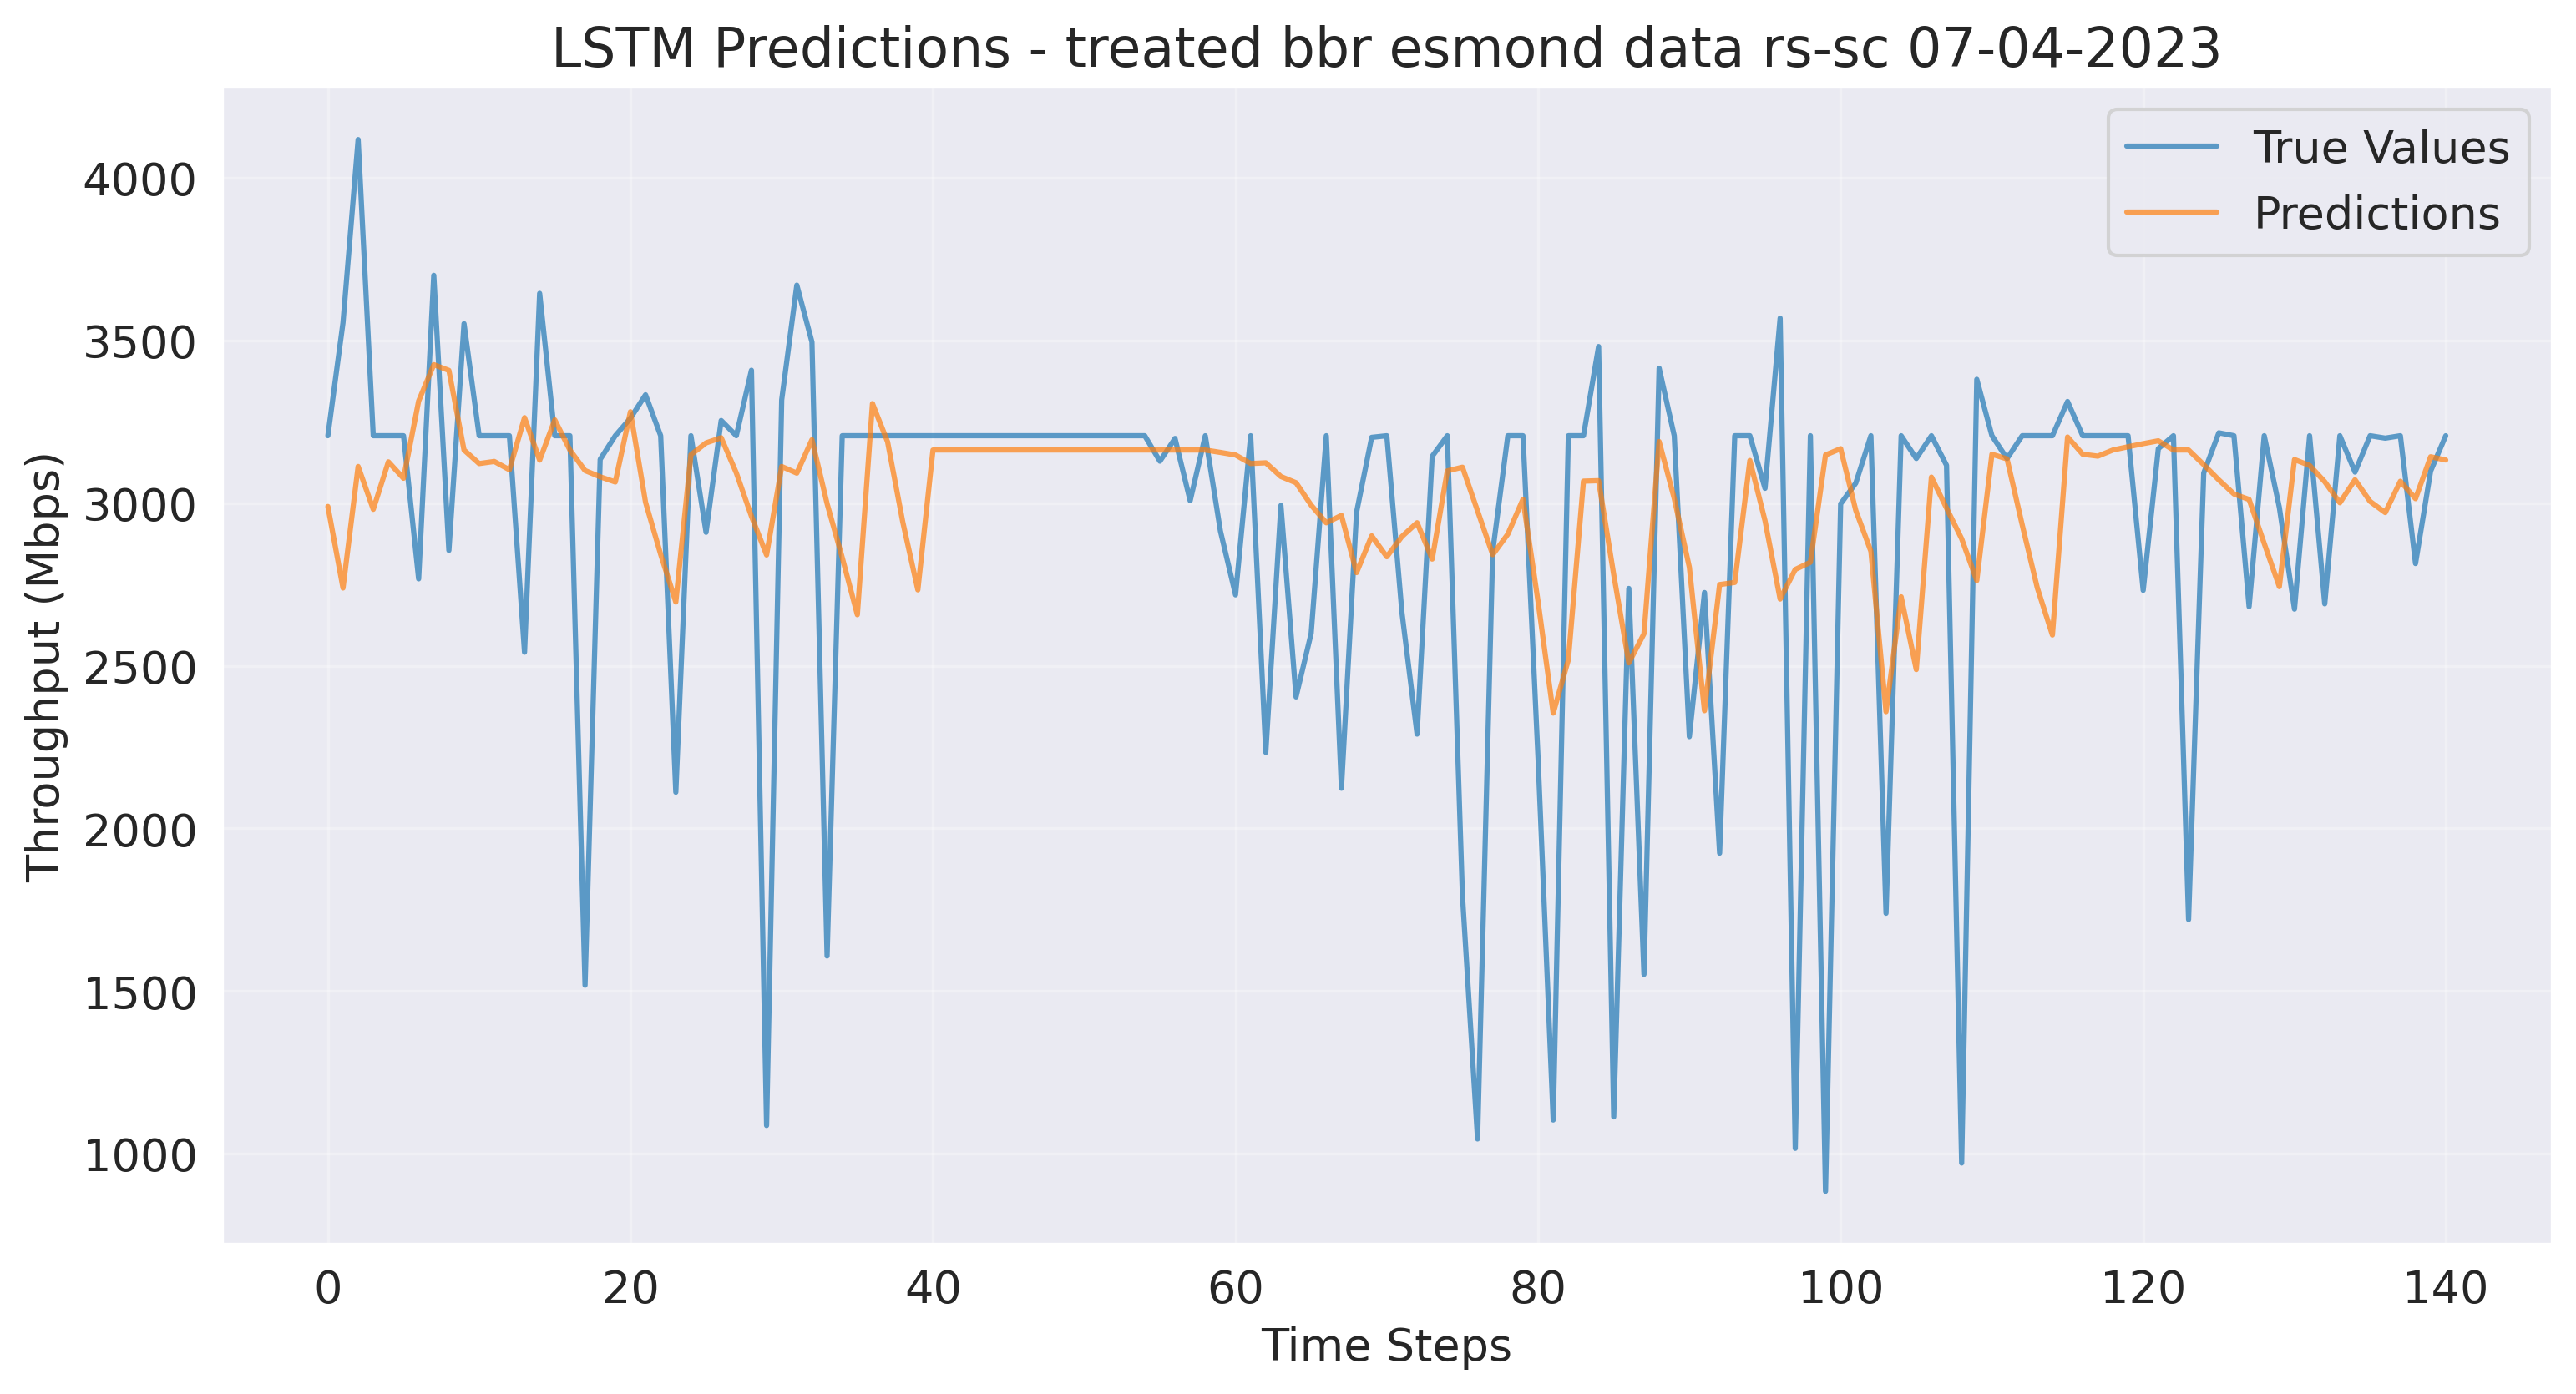 LSTM Predictions - treated bbr esmond data rs-sc 07-04-2023
True Values
Predictions
Throughput (Mbps)
4000
3500
3000
2500
2000
1500
1000
0 20 40 60 80 100 120 140
Time Steps